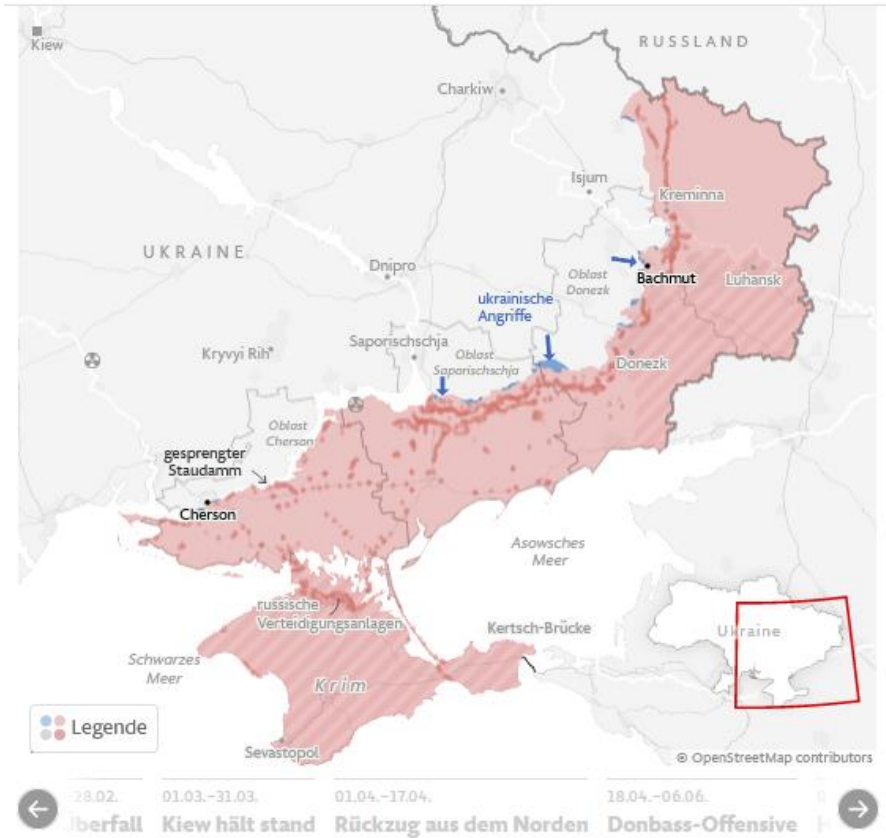 Kiew
RUSSLAND
Charkiw
Isjum
Kreminna
UKRAINE
Dnipro
Oblast
Donezk
Bachmut
Luhansk
ukrainische
Angriffe
Saporischschja
Kryvyi Rih
Oblast
Saporischschja
Donezk
Oblast
Cherson
gesprengter
Staudamm
Cherson
Asowsches
Meer
russische
Verteidigungsanlagen
Kertsch-Brücke
Ukraine
Schwarzes
Meer
Krim
Legende
Sevastopol
© OpenStreetMap contributors
28.02.
01.03.–31.03.
01.04.–17.04.
18.04.–06.06.
Kiew hält stand
Rückzug aus dem Norden
Donbass-Offensive